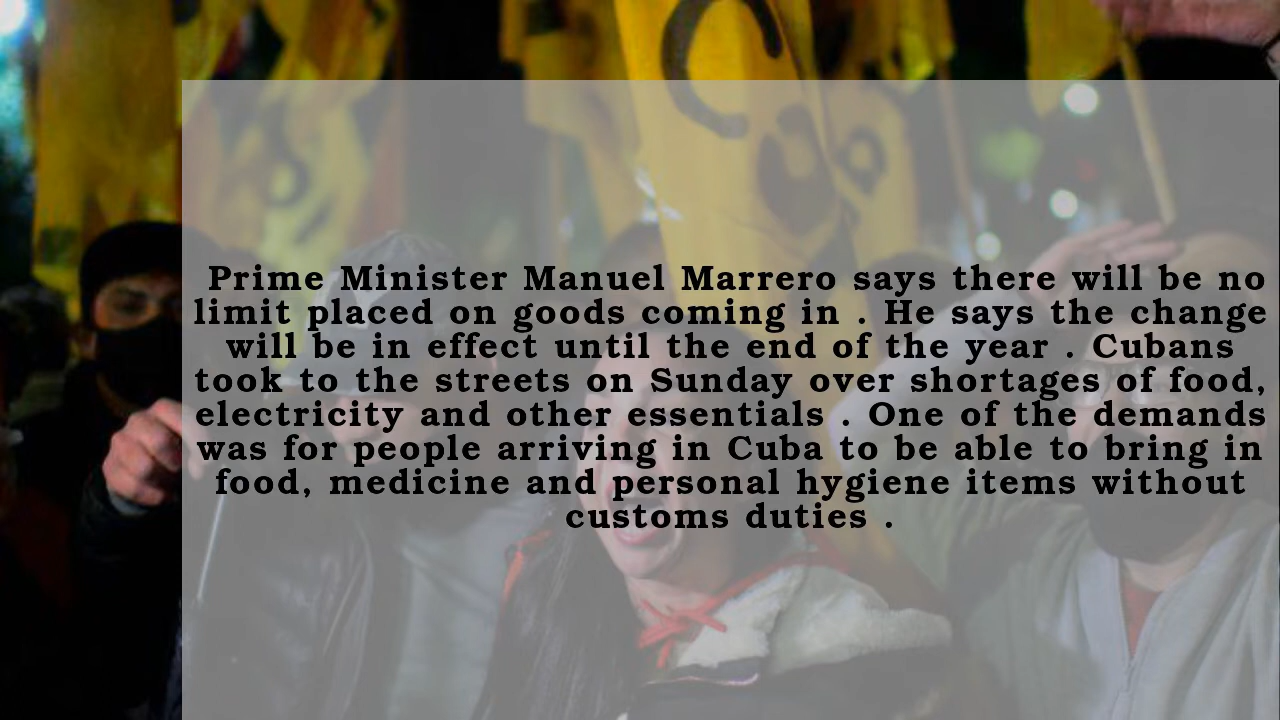 Prime Minister Manuel Marrero says there will be no
limit placed on goods coming in . He says the change
will be in effect until the end of the year . Cubans
took to the streets on Sunday over shortages of food,
electricity and other essentials . One of the demands
was for people arriving in Cuba to be able to bring in
food, medicine and personal hygiene items without
customs duties .